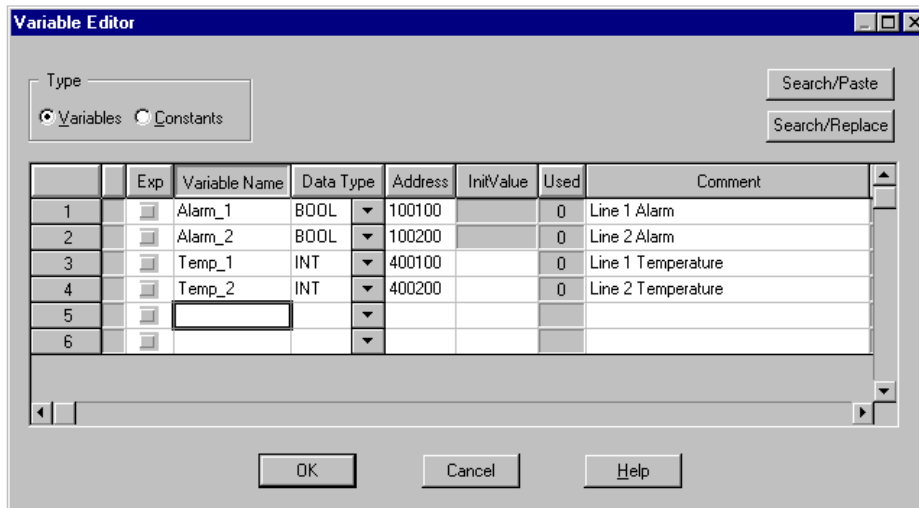 Variable Editor
Type
Variables Constants
Search/Paste
Search/Replace
Exp Variable Name Data Type Address InitValue Used Comment
1 Alarm_1 BOOL 100100 0 Line 1 Alarm
2 Alarm_2 BOOL 100200 0 Line 2 Alarm
3 Temp_1 INT 400100 0 Line 1 Temperature
4 Temp_2 INT 400200 0 Line 2 Temperature
5
6
OK Cancel Help